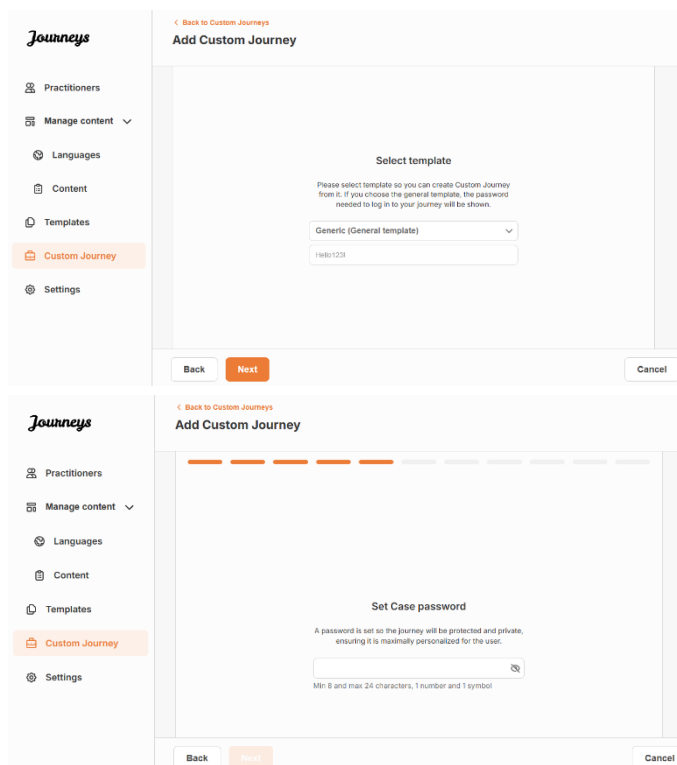 Journeys
Practitioners
Manage content
Languages
Content
Templates
Custom Journey
Settings
Back to Custom Journeys
Add Custom Journey
Select template
Please select template so you can create Custom Journey
from it. If you choose the general template, the password
needed to log in to your journey will be shown.
Generic (General template)
Hello123!
Back
Next
Cancel
Journeys
Practitioners
Manage content
Languages
Content
Templates
Custom Journey
Settings
Back to Custom Journeys
Add Custom Journey
Set Case password
A password is set so the journey will be protected and private,
ensuring it is maximally personalized for the user.
Min 8 and max 24 characters, 1 number and 1 symbol
Back
Next
Cancel